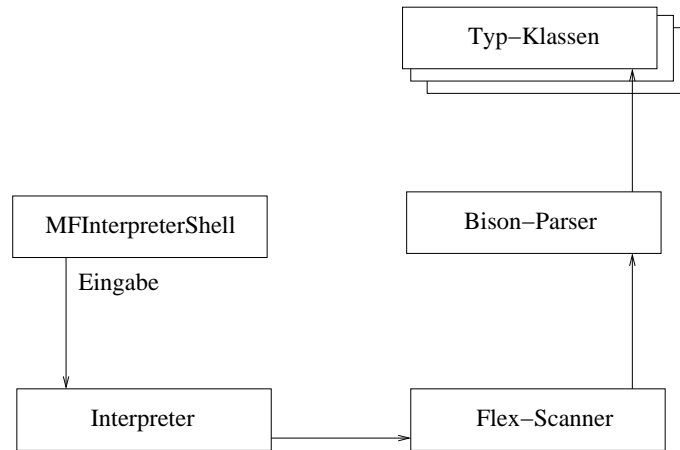 Typ−Klassen
MFInterpreterShell
Bison−Parser
Eingabe
Interpreter
Flex−Scanner